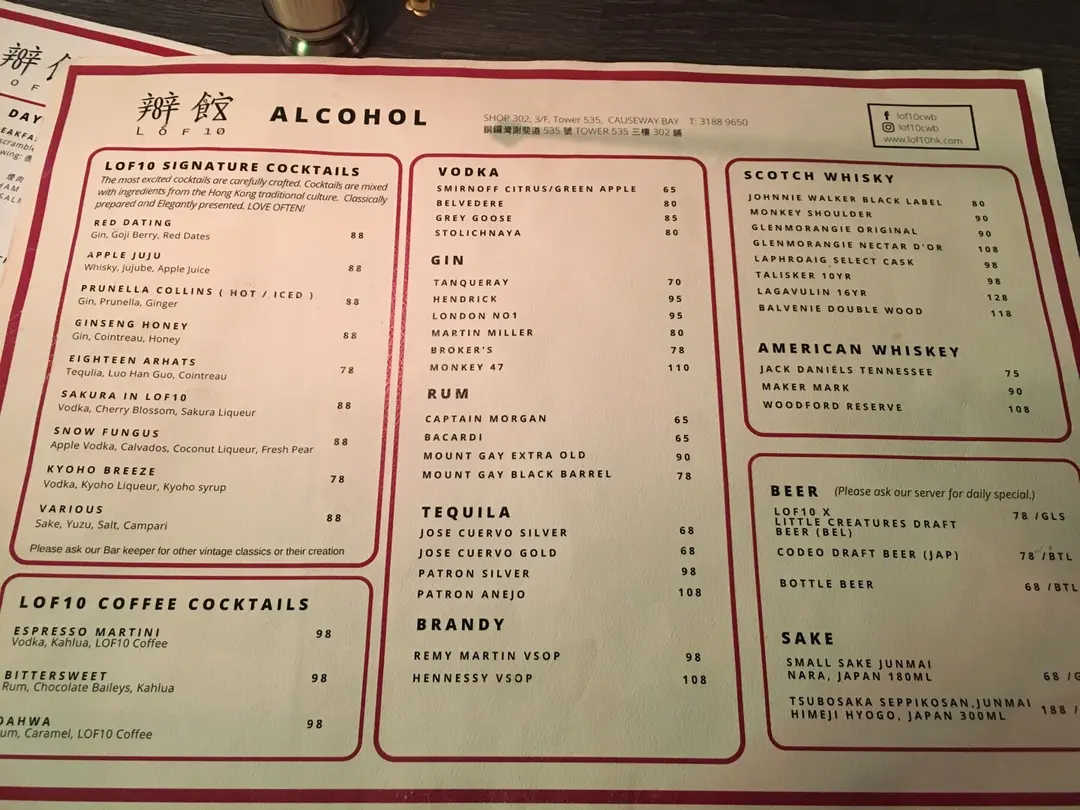 辦館
LOF10
ALCOHOL
SHOP 302, 3/F, Tower 535, CAUSEWAY BAY T: 3188 9650
銅鑼灣謝斐道 535 號 TOWER 535 三樓 302 舖
lof10cwb
lof10cwb
www.lof10hk.com
LOF10 SIGNATURE COCKTAILS
The most excited cocktails are carefully crafted. Cocktails are mixed
with ingredients from the Hong Kong traditional culture. Classically
prepared and Elegantly presented. LOVE OFTEN!
RED DATING
Gin, Goji Berry, Red Dates 88
APPLE JUJU
Whisky, jujube, Apple Juice 88
PRUNELLA COLLINS ( HOT / ICED )
Gin, Prunella, Ginger 88
GINSENG HONEY
Gin, Cointreau, Honey 88
EIGHTEEN ARHATS
Tequlia, Luo Han Guo, Cointreau 78
SAKURA IN LOF10
Vodka, Cherry Blossom, Sakura Liqueur 88
SNOW FUNGUS
Apple Vodka, Calvados, Coconut Liqueur, Fresh Pear 88
KYOHO BREEZE
Vodka, Kyoho Liqueur, Kyoho syrup 78
VARIOUS
Sake, Yuzu, Salt, Campari 88
Please ask our Bar keeper for other vintage classics or their creation
LOF10 COFFEE COCKTAILS
ESPRESSO MARTINI 98
Vodka, Kahlua, LOF10 Coffee
BITTERSWEET 98
Rum, Chocolate Baileys, Kahlua
DAHWA 98
um, Caramel, LOF10 Coffee
VODKA
SMIRNOFF CITRUS/GREEN APPLE 65
BELVEDERE 80
GREY GOOSE 85
STOLICHNAYA 80
GIN
TANQUERAY 70
HENDRICK 95
LONDON NO1 95
MARTIN MILLER 80
BROKER'S 78
MONKEY 47 110
RUM
CAPTAIN MORGAN 65
BACARDI 65
MOUNT GAY EXTRA OLD 90
MOUNT GAY BLACK BARREL 78
TEQUILA
JOSE CUERVO SILVER 68
JOSE CUERVO GOLD 68
PATRON SILVER 98
PATRON ANEJO 108
BRANDY
REMY MARTIN VSOP 98
HENNESSY VSOP 108
SCOTCH WHISKY
JOHNNIE WALKER BLACK LABEL 80
MONKEY SHOULDER 90
GLENMORANGIE ORIGINAL 90
GLENMORANGIE NECTAR D'OR 108
LAPHROAIG SELECT CASK 98
TALISKER 10YR 98
LAGAVULIN 16YR 128
BALVENIE DOUBLE WOOD 118
AMERICAN WHISKEY
JACK DANIÉLS TENNESSEE 75
MAKER MARK 90
WOODFORD RESERVE 108
BEER (Please ask our server for daily special.)
LOF10 X
LITTLE CREATURES DRAFT 78 /GLS
BEER (BEL)
CODEO DRAFT BEER (JAP) 78 /BTL
BOTTLE BEER 68 /BTL
SAKE
SMALL SAKE JUNMAI
NARA, JAPAN 180ML 68 /G
TSUBOSAKA SEPPIKOSAN,JUNMAI 188 /
HIMEJI HYOGO, JAPAN 300ML
辦
DAY